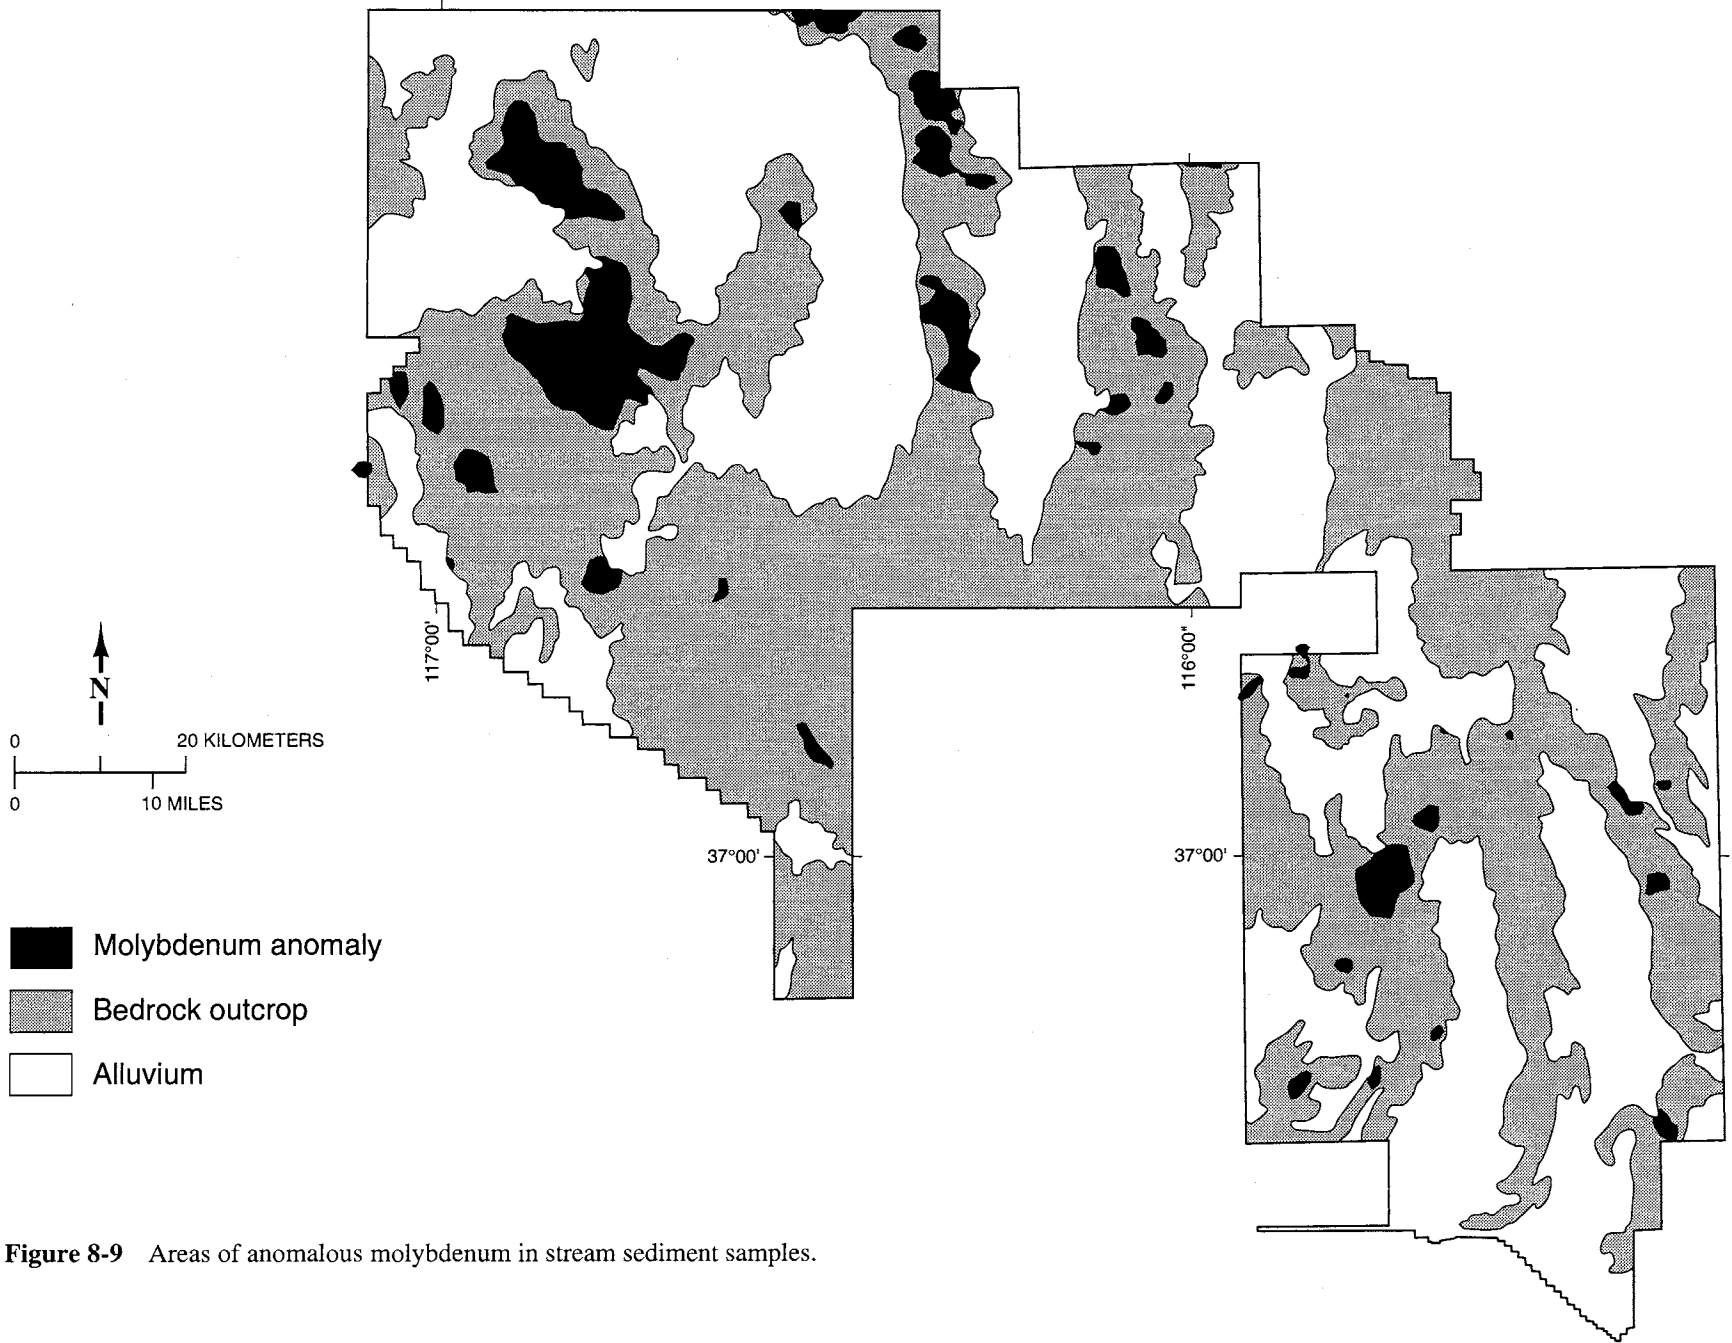 117°00'
116°00"
N
0 20 KILOMETERS
0 10 MILES
37°00'
37°00'
Molybdenum anomaly
Bedrock outcrop
Alluvium
Figure 8-9 Areas of anomalous molybdenum in stream sediment samples.